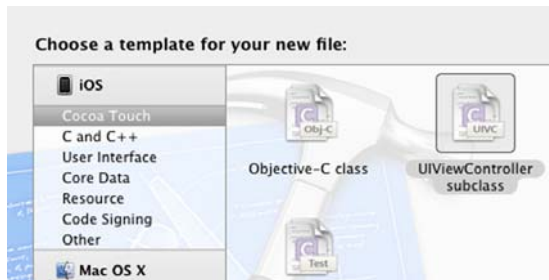 Choose a template for your new file:
iOS
Cocoa Touch
C and C++
User Interface
Core Data
Resource
Code Signing
Other
Mac OS X
Obj-C
Objective-C class
UIVC
UIViewController
subclass
Test